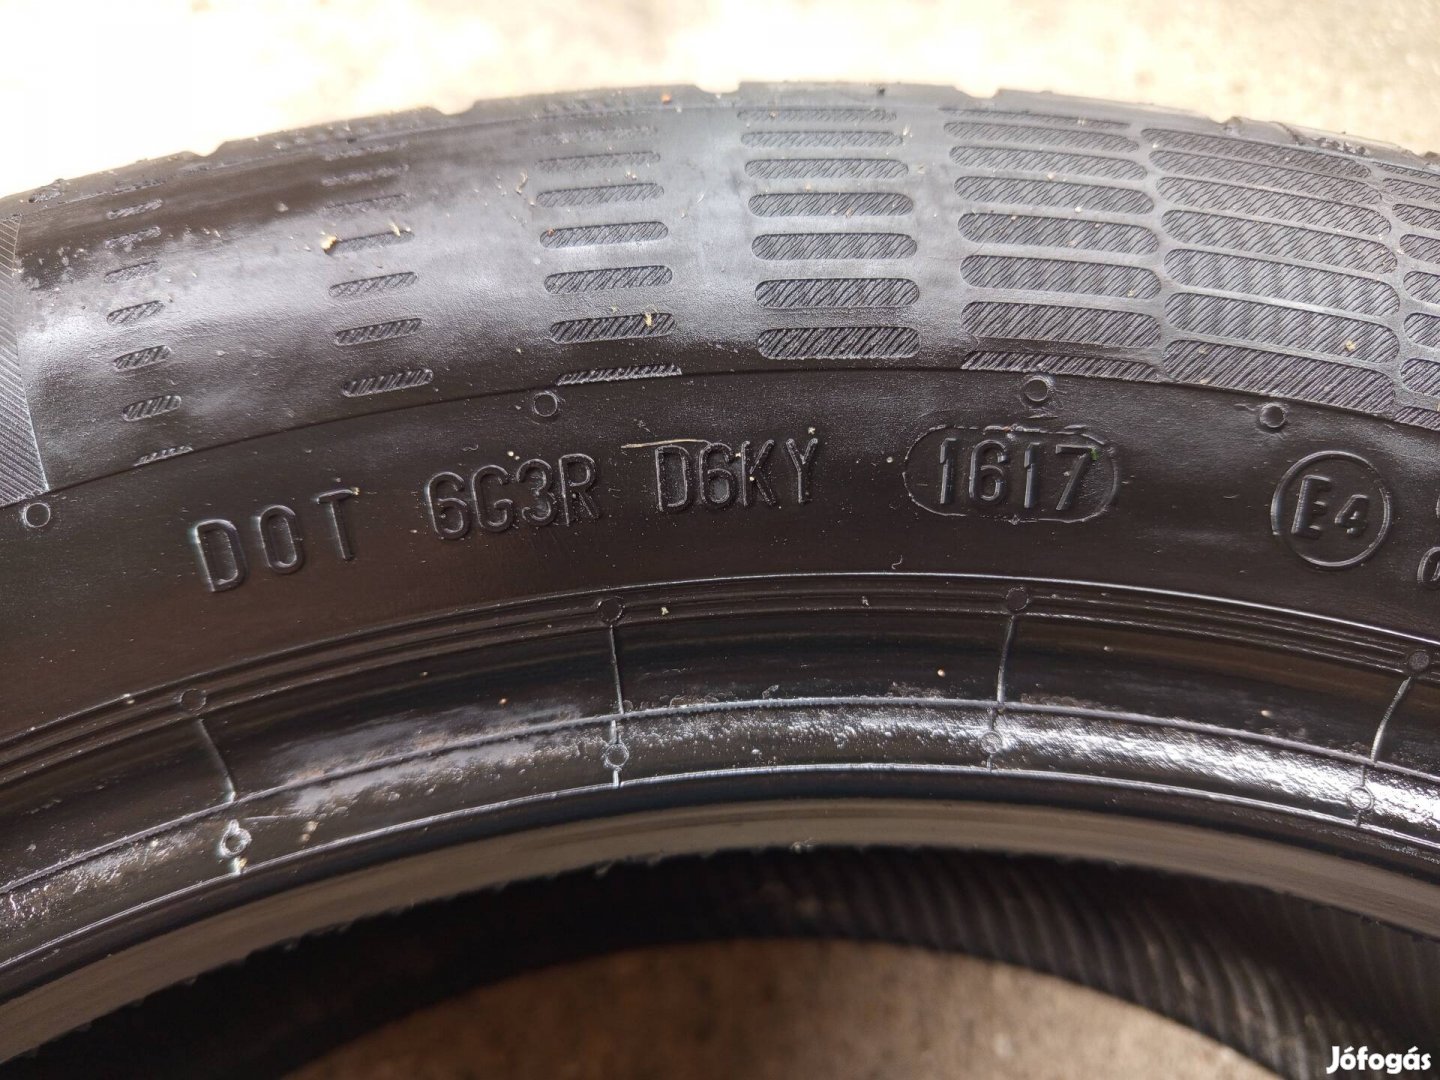 DOT 6G3R D6KY 1617 E4
Jófogás